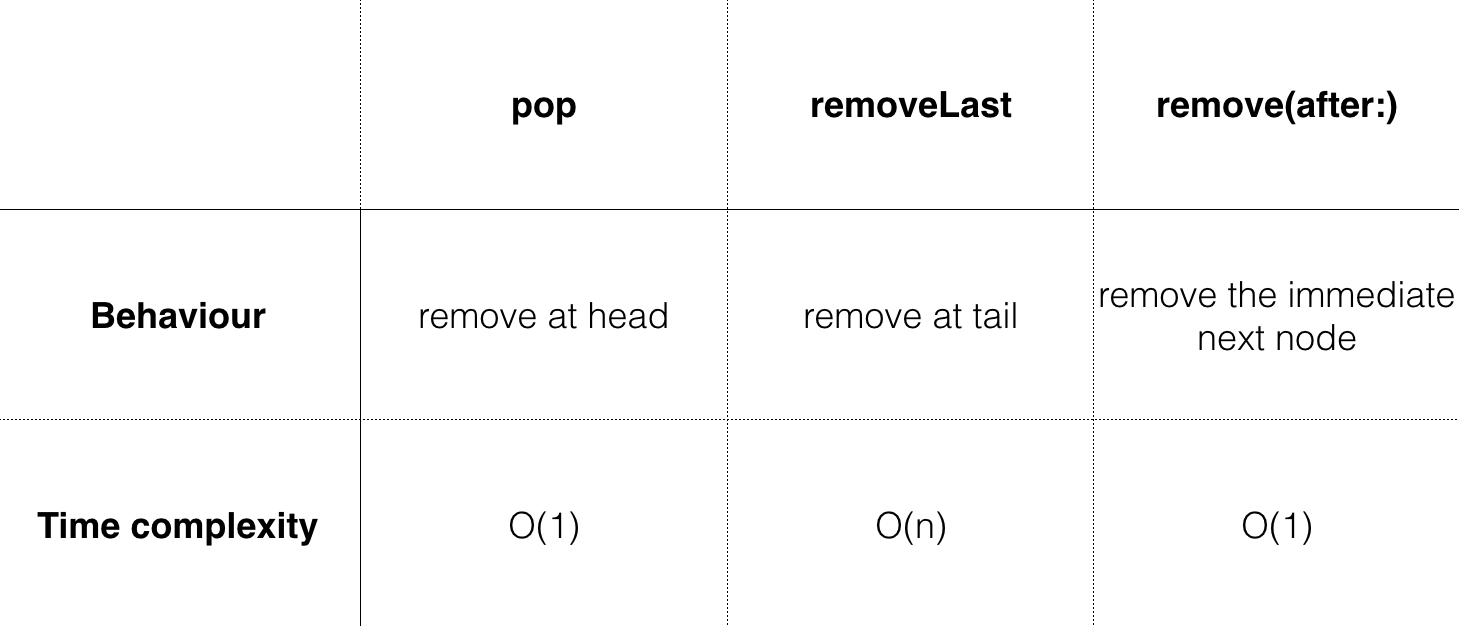 pop removeLast remove(after:)
Behaviour remove at head remove at tail remove the immediate
next node
Time complexity O(1) O(n) O(1)